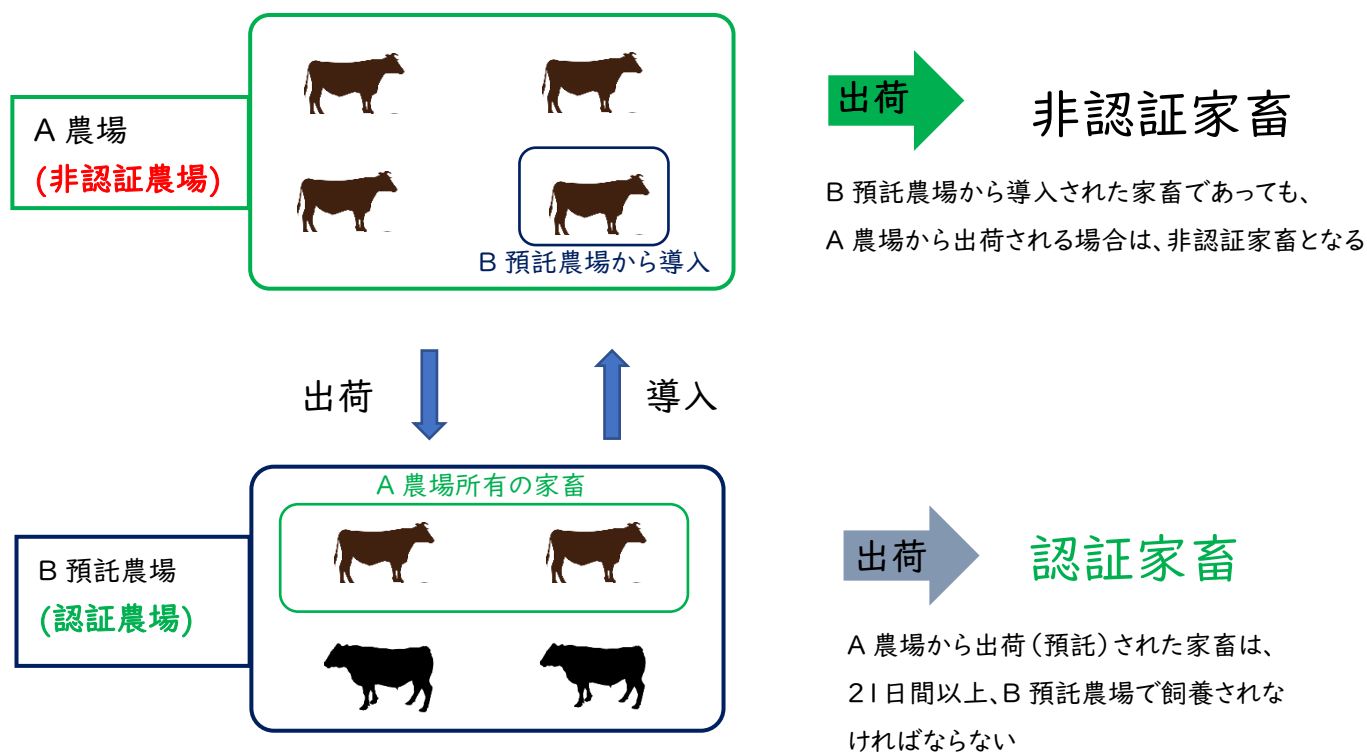 A 農場
(非認証農場)
B 預託農場から導入
出荷
非認証家畜
B 預託農場から導入された家畜であっても、
A 農場から出荷される場合は、非認証家畜となる
出荷
導入
A 農場所有の家畜
B 預託農場
(認証農場)
出荷
認証家畜
A 農場から出荷(預託)された家畜は、
21日間以上、B 預託農場で飼養されな
ければならない